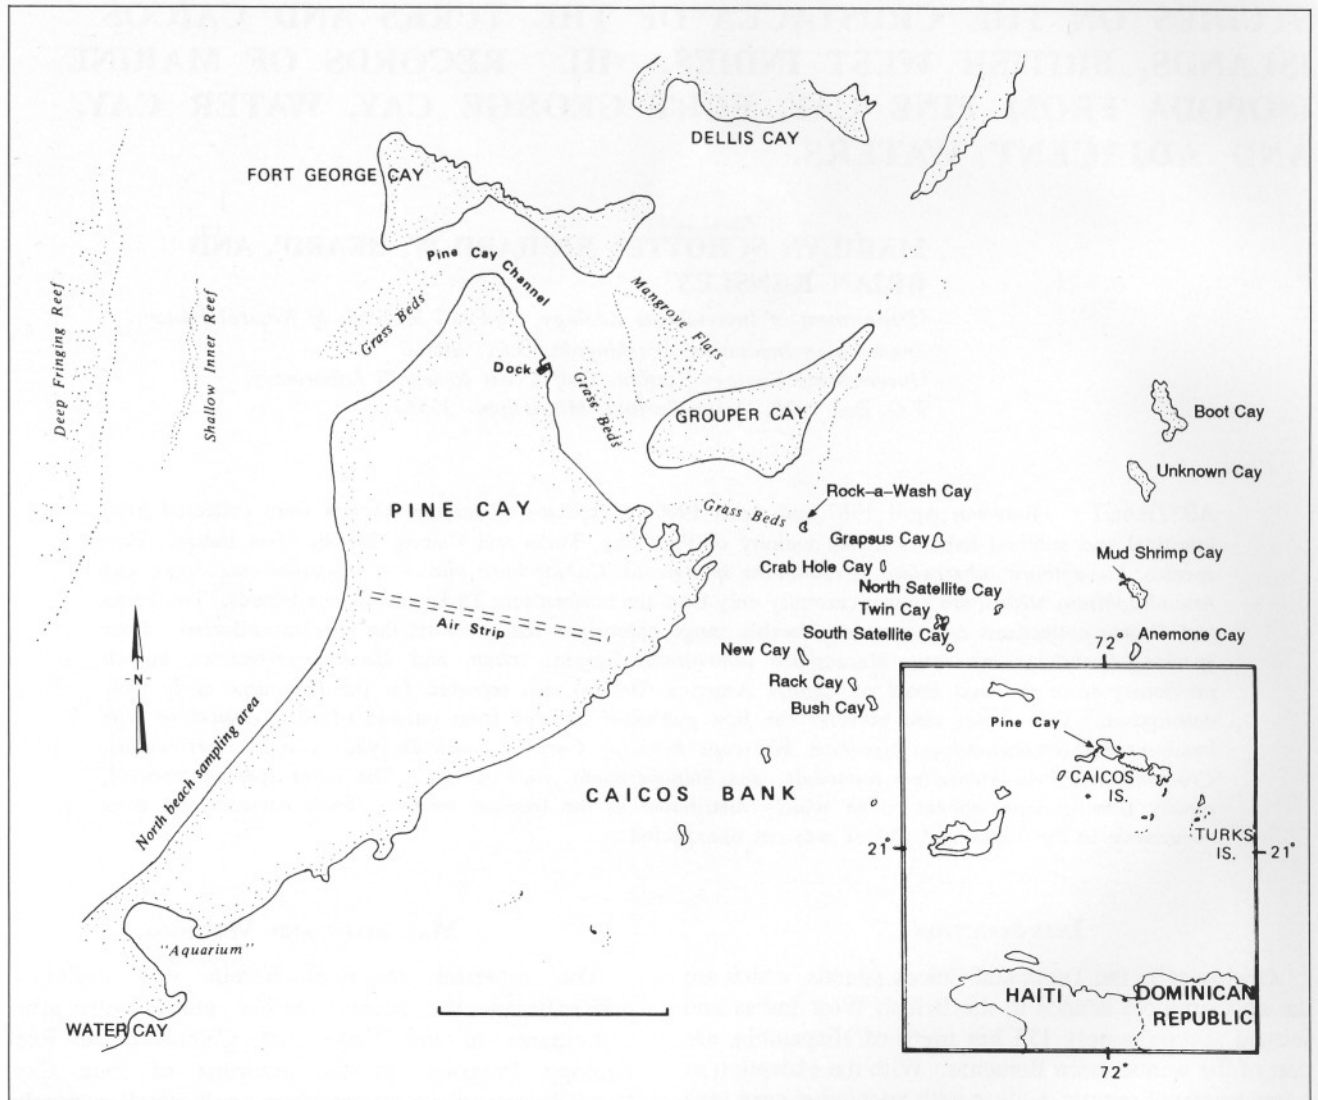 DELLIS CAY
FORT GEORGE CAY
Pine Cay Channel
Grass Beds
Mangrove Flats
Deep Fringing Reef
Shallow Inner Reef
Dock
Grass Beds
GROUPER CAY
Boot Cay
Unknown Cay
Rock-a-Wash Cay
PINE CAY
Grass Beds
Grapsus Cay
Mud Shrimp Cay
Crab Hole Cay
North Satellite Cay
Twin Cay
Air Strip
South Satellite Cay
Anemone Cay
New Cay
72°
N
Rack Cay
Bush Cay
Pine Cay
North beach sampling area
CAICOS BANK
CAICOS
IS.
TURKS
IS.
21°
21°
"Aquarium"
HAITI
DOMINICAN
REPUBLIC
WATER CAY
72°